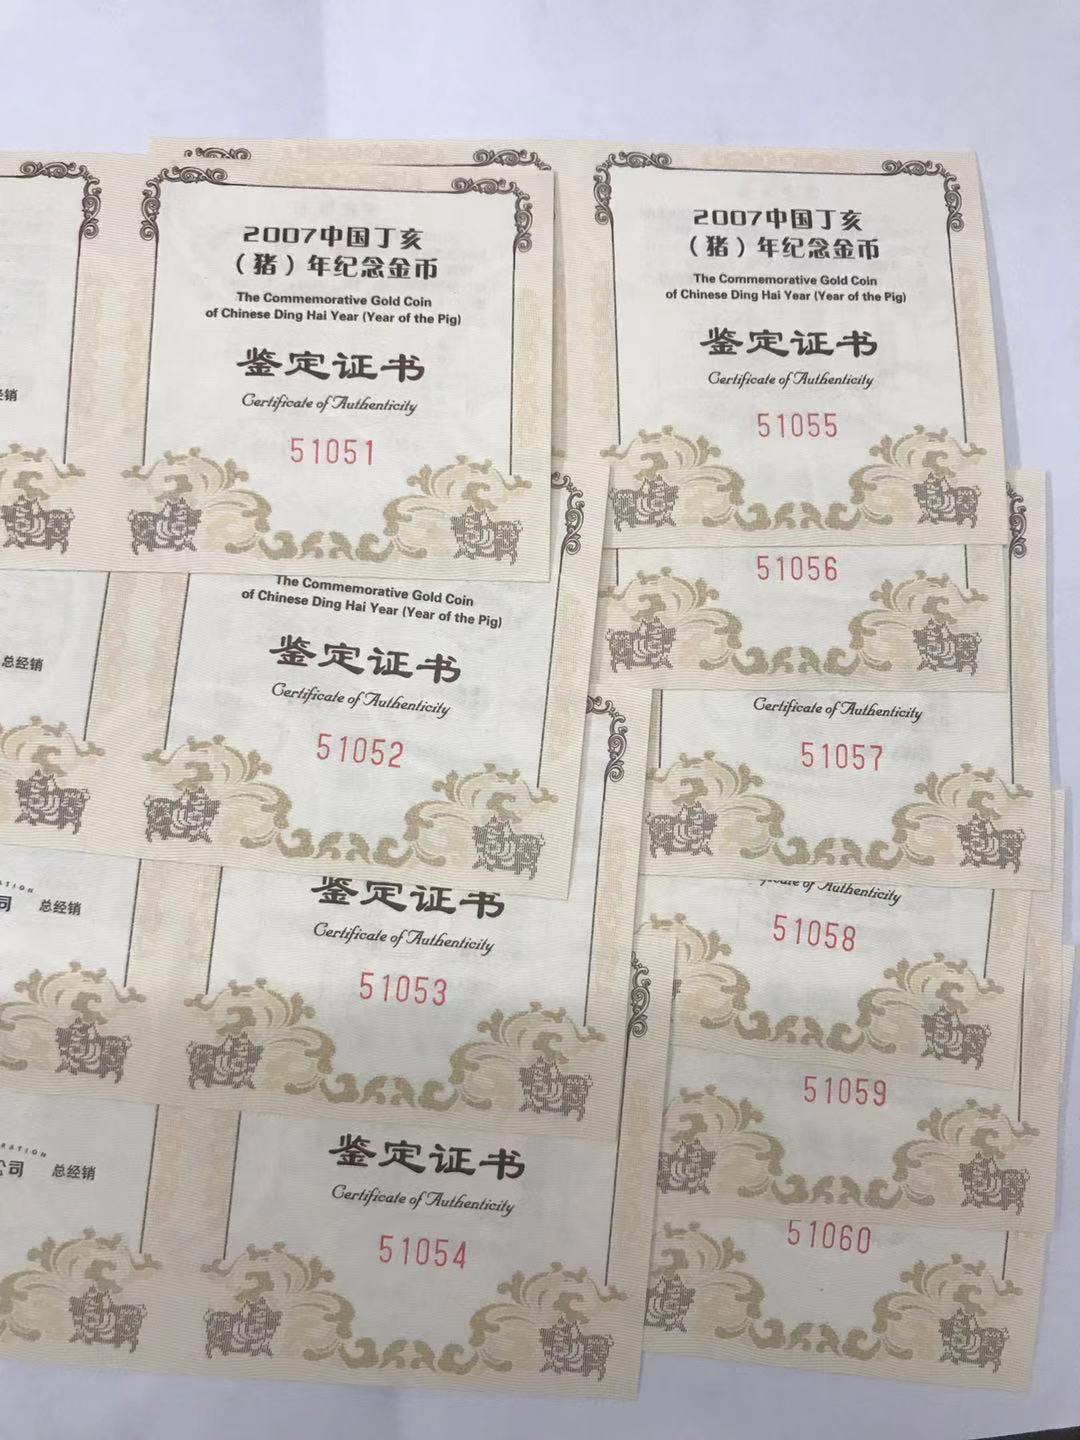 2007中国丁亥
（猪）年纪念金币
The Commemorative Gold Coin
of Chinese Ding Hai Year (Year of the Pig)
鉴定证书
Certificate of Authenticity
51051
The Commemorative Gold Coin
of Chinese Ding Hai Year (Year of the Pig)
鉴定证书
Certificate of Authenticity
51052
鉴定证书
Certificate of Authenticity
51053
鉴定证书
Certificate of Authenticity
51054
2007中国丁亥
（猪）年纪念金币
The Commemorative Gold Coin
of Chinese Ding Hai Year (Year of the Pig)
鉴定证书
Certificate of Authenticity
51055
51056
Certificate of Authenticity
51057
of Authenticity
51058
51059
51060
经销
总经销
司 总经销
公司 总经销